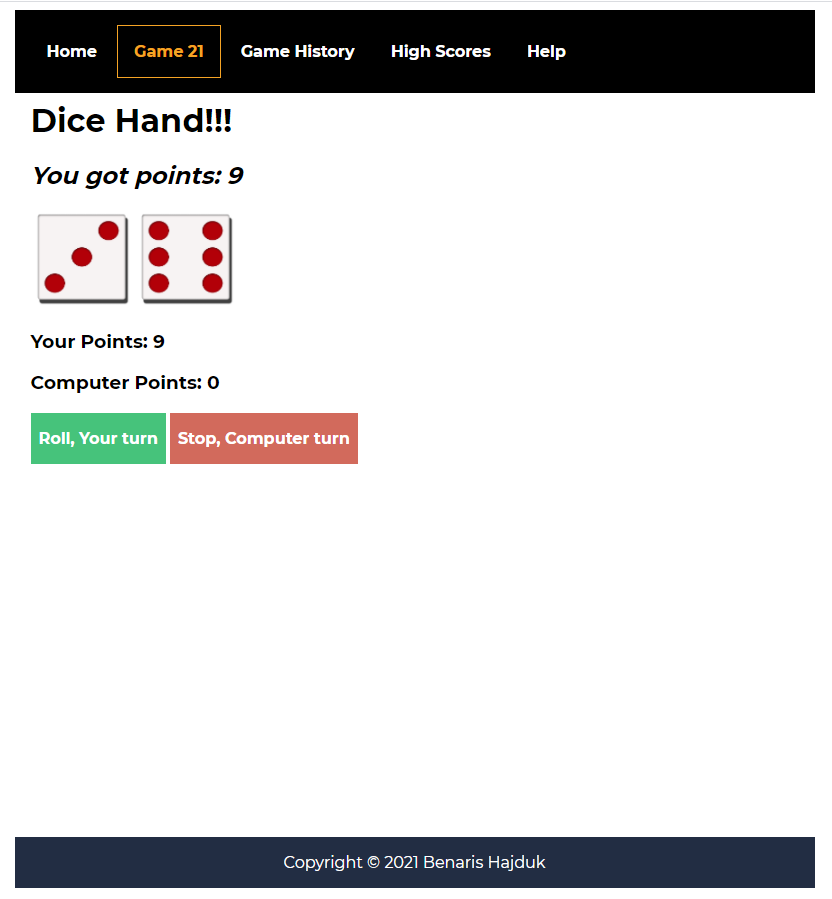 Home Game 21 Game History High Scores Help
Dice Hand!!!
You got points: 9
Your Points: 9
Computer Points: 0
Roll, Your turn Stop, Computer turn
Copyright © 2021 Benaris Hajduk